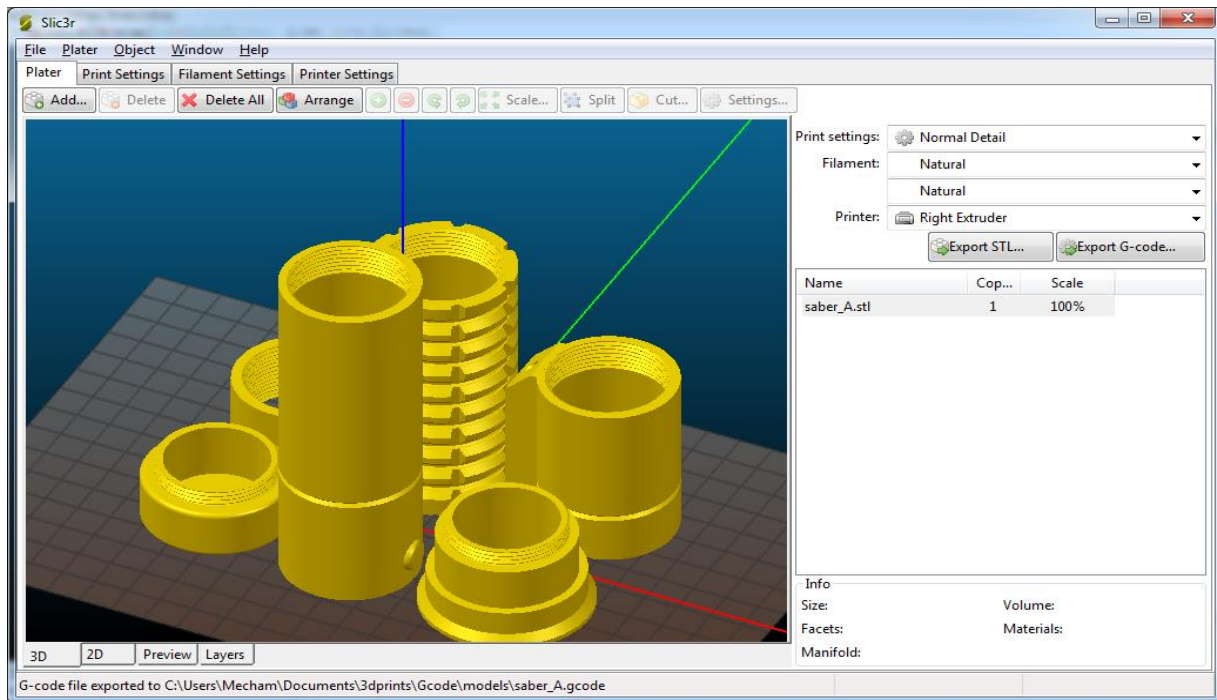 Slic3r
File Plater Object Window Help
Plater Print Settings Filament Settings Printer Settings
Add... Delete Delete All Arrange Scale... Split Cut... Settings...
Print settings: Normal Detail
Filament: Natural
Natural
Printer: Right Extruder
Export STL... Export G-code...
Name Cop... Scale
saber_A.stl 1 100%
Info
Size: Volume:
Facets: Materials:
Manifold:
3D 2D Preview Layers
G-code file exported to C:\Users\Mecham\Documents\3dprints\Gcode\models\saber_A.gcode